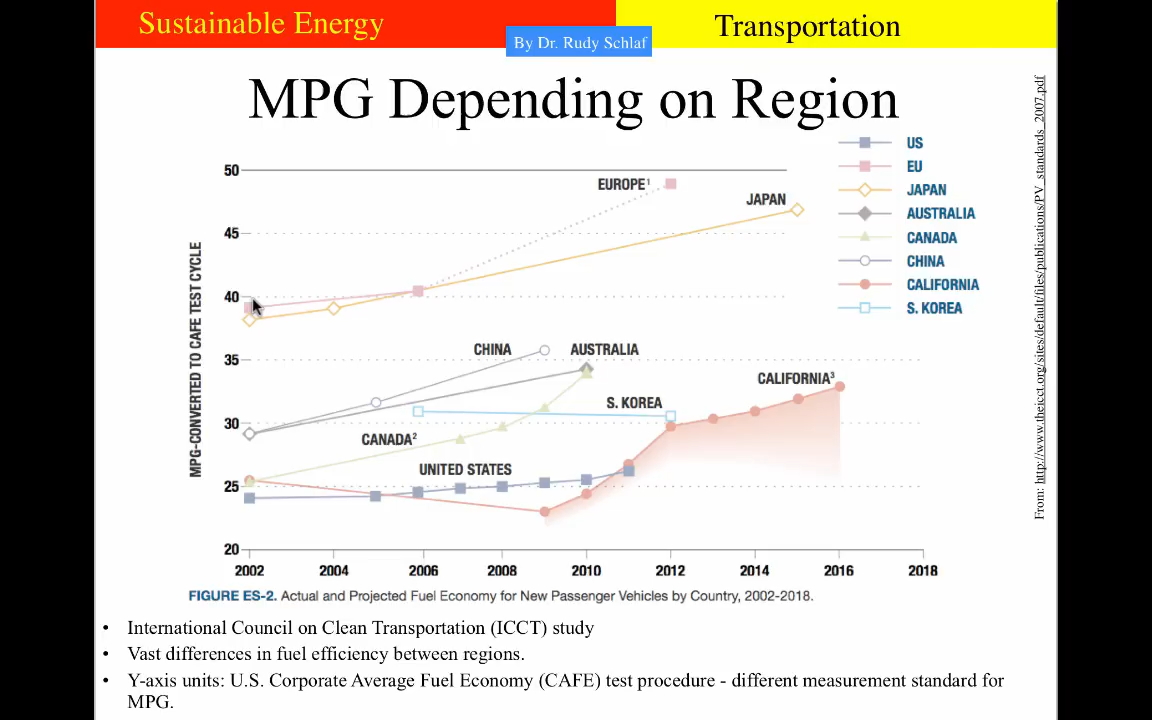 Sustainable Energy
Transportation
By Dr. Rudy Schlaf
MPG Depending on Region
From: http://www.theicct.org/sites/default/files/publications/PV_standards_2007.pdf
US
EU
JAPAN
AUSTRALIA
CANADA
CHINA
CALIFORNIA
S. KOREA
MPG-CONVERTED TO CAFE TEST CYCLE
50
45
40
35
30
25
20
EUROPE¹
JAPAN
CHINA
AUSTRALIA
CALIFORNIA³
S. KOREA
CANADA²
UNITED STATES
2002 2004 2006 2008 2010 2012 2014 2016 2018
FIGURE ES-2. Actual and Projected Fuel Economy for New Passenger Vehicles by Country, 2002-2018.
• International Council on Clean Transportation (ICCT) study
• Vast differences in fuel efficiency between regions.
• Y-axis units: U.S. Corporate Average Fuel Economy (CAFE) test procedure - different measurement standard for
MPG.